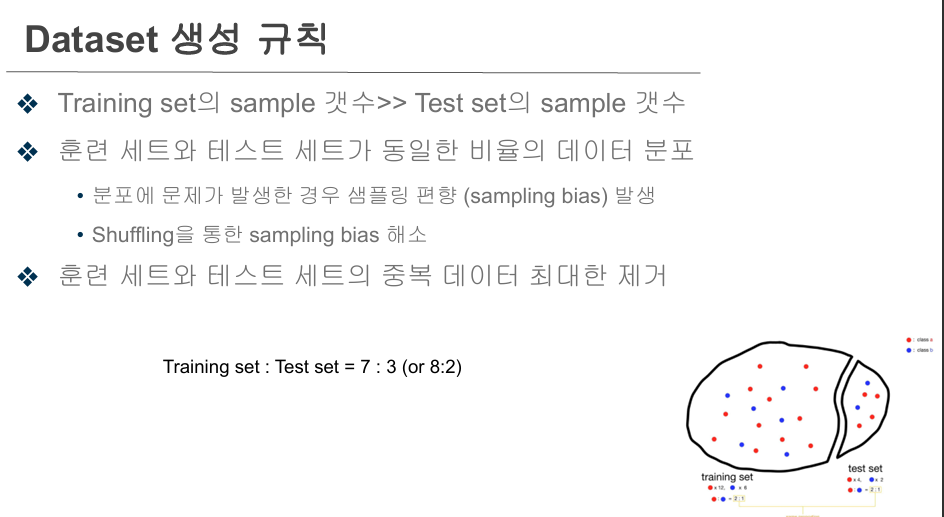 Dataset 생성 규칙
Training set의 sample 갯수>> Test set의 sample 갯수
훈련 세트와 테스트 세트가 동일한 비율의 데이터 분포
분포에 문제가 발생한 경우 샘플링 편향 (sampling bias) 발생
Shuffling을 통한 sampling bias 해소
훈련 세트와 테스트 세트의 중복 데이터 최대한 제거
Training set : Test set = 7 : 3 (or 8:2)
: class a
: class b
training set
x 12, x 6
: = 2 : 1
test set
x 4, x 2
: = 2 : 1